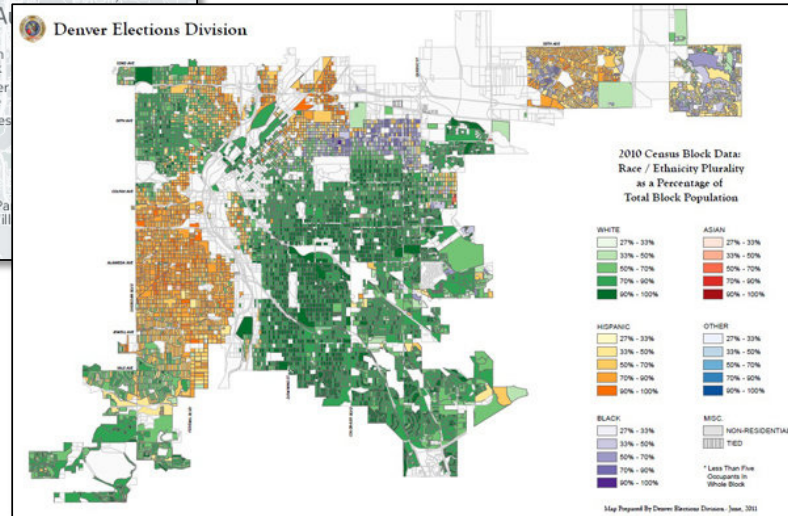 Denver Elections Division
2010 Census Block Data:
Race / Ethnicity Plurality
as a Percentage of
Total Block Population
WHITE
27% - 33%
33% - 50%
50% - 70%
70% - 90%
90% - 100%
ASIAN
27% - 33%
33% - 50%
50% - 70%
70% - 90%
90% - 100%
HISPANIC
27% - 33%
33% - 50%
50% - 70%
70% - 90%
90% - 100%
OTHER
27% - 33%
33% - 50%
50% - 70%
70% - 90%
90% - 100%
BLACK
27% - 33%
33% - 50%
50% - 70%
70% - 90%
90% - 100%
MISC.
NON-RESIDENTIAL
TIED
* Less Than Five
Occupants In
Whole Block
Map Prepared By Denver Elections Division - June, 2011